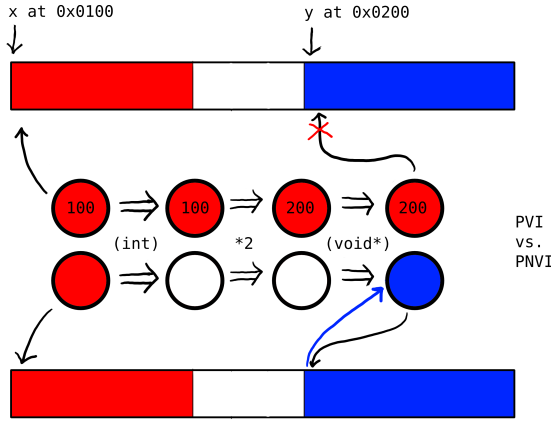 x at 0x0100
y at 0x0200
100
100
200
200
(int)
*2
(void*)
PVI
vs.
PNVI